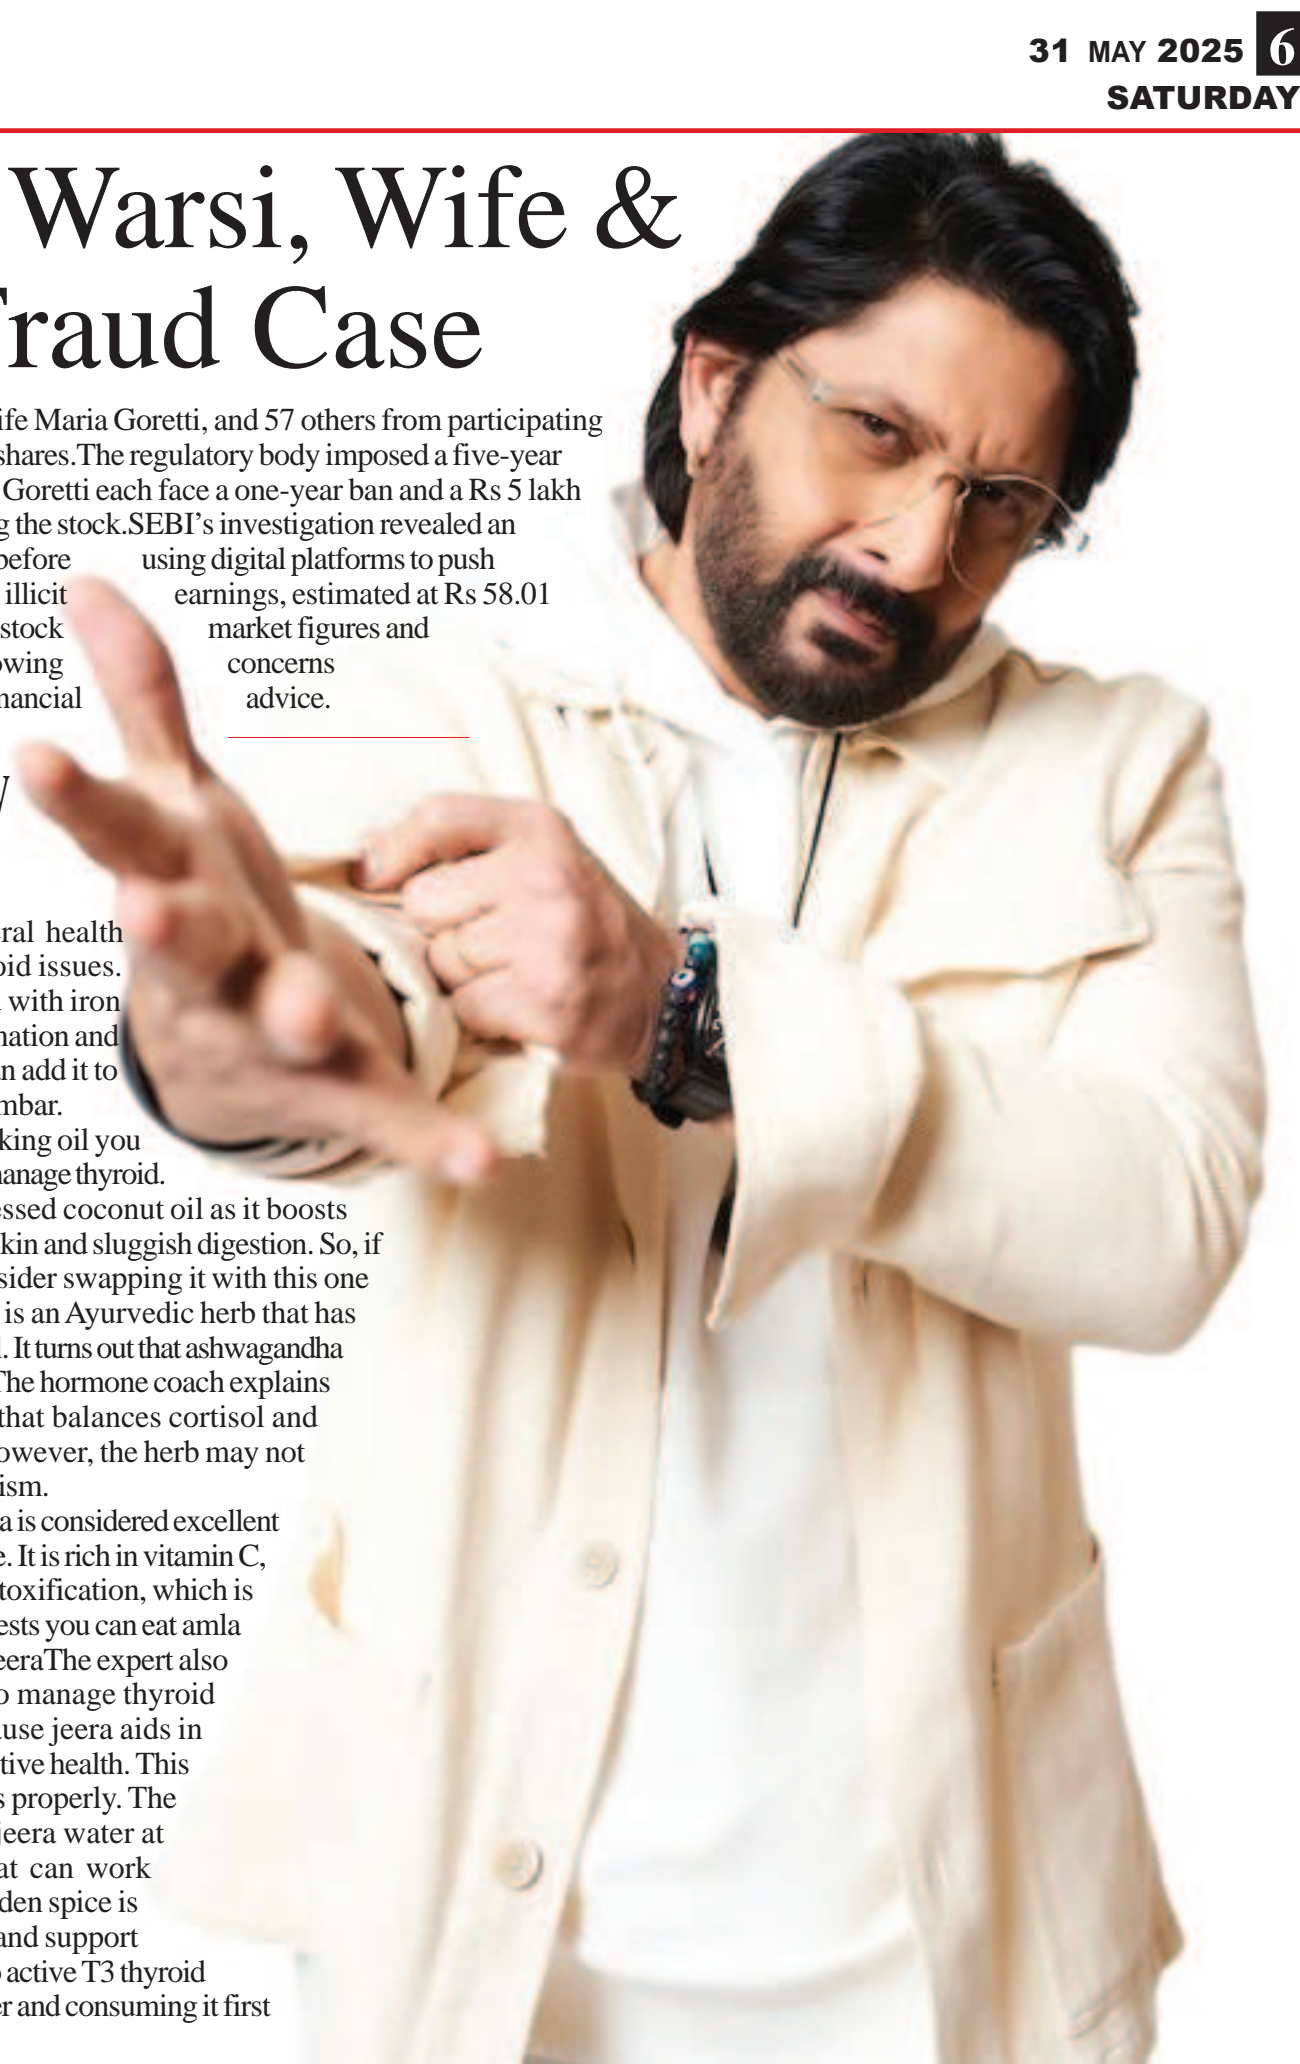 31 MAY 2025 6
SATURDAY
Warsi, Wife &
raud Case
ife Maria Goretti, and 57 others from participating
shares.The regulatory body imposed a five-year
Goretti each face a one-year ban and a Rs 5 lakh
g the stock.SEBI's investigation revealed an
before using digital platforms to push
illicit earnings, estimated at Rs 58.01
stock market figures and
owing concerns
nancial advice.
ral health
oid issues.
with iron
nation and
n add it to
mbar.
king oil you
nanage thyroid.
essed coconut oil as it boosts
kin and sluggish digestion. So, if
sider swapping it with this one
is an Ayurvedic herb that has
. It turns out that ashwagandha
The hormone coach explains
that balances cortisol and
owever, the herb may not
ism.
a is considered excellent
e. It is rich in vitamin C,
toxification, which is
ests you can eat amla
eeraThe expert also
o manage thyroid
use jeera aids in
tive health. This
s properly. The
jeera water at
at can work
den spice is
and support
active T3 thyroid
er and consuming it first